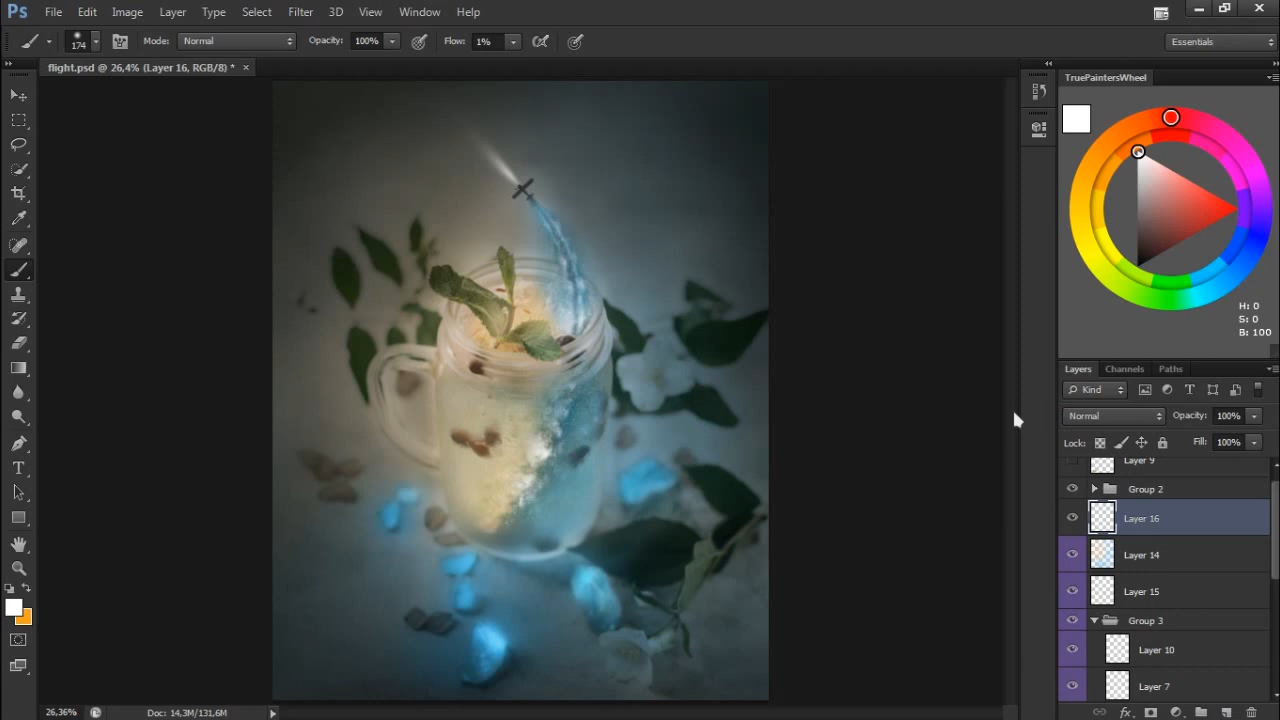 Ps File Edit Image Layer Type Select Filter 3D View Window Help
174 Mode: Normal Opacity: 100% Flow: 1% Essentials
flight.psd @ 26,4% (Layer 16, RGB/8) * ×
TruePaintersWheel
H: 0
S: 0
B: 100
Layers Channels Paths
Kind
Normal Opacity: 100%
Lock: Fill: 100%
Layer 9
Group 2
Layer 16
Layer 14
Layer 15
Group 3
Layer 10
Layer 7
26,36% Doc: 14,3M/131,6M